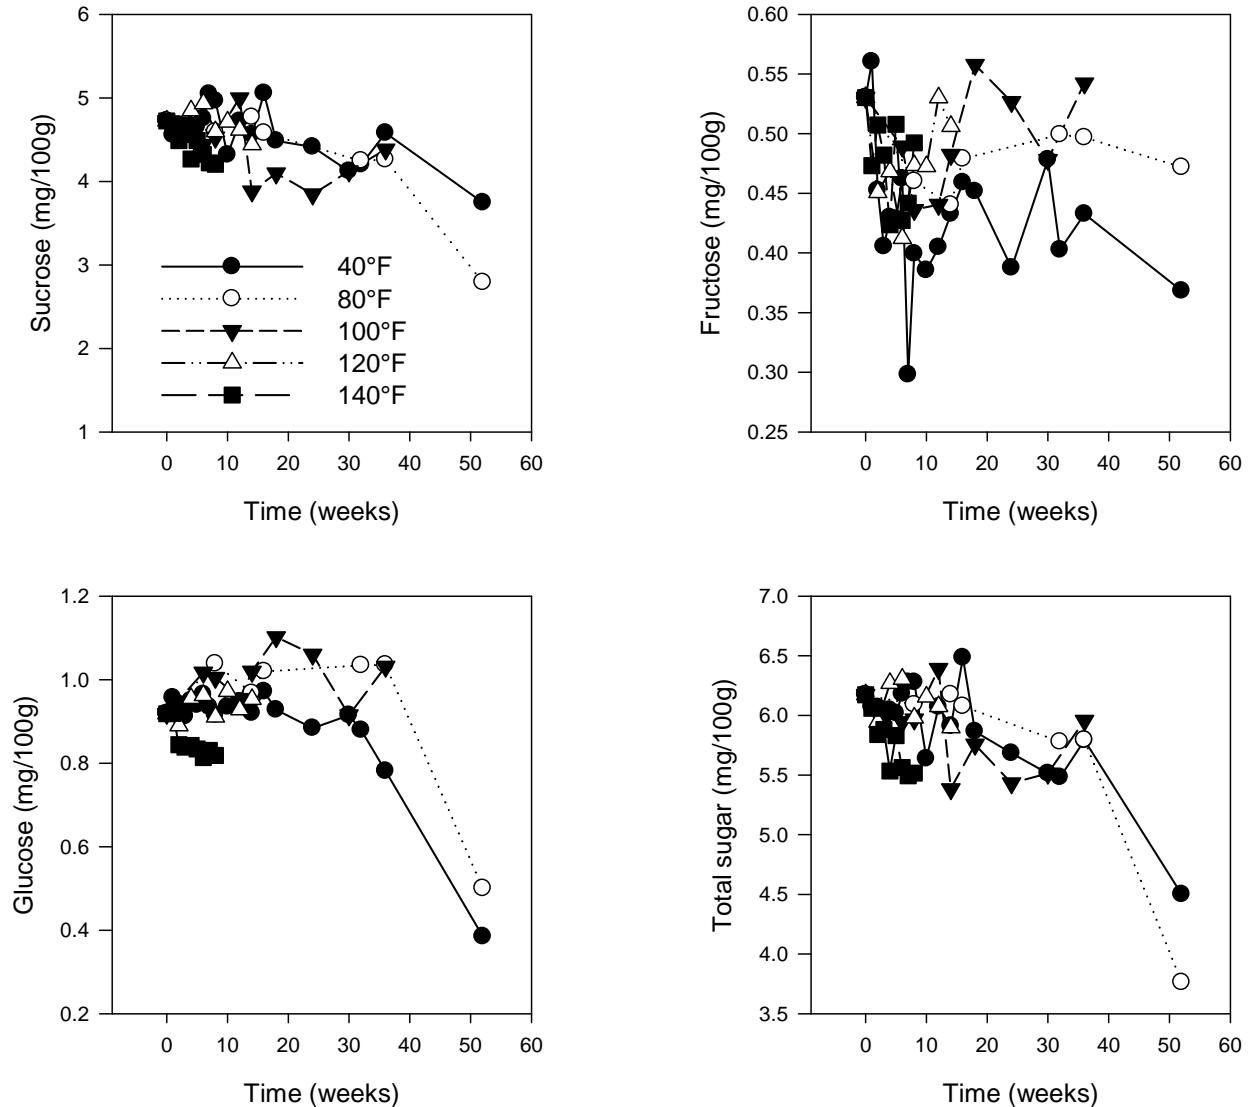 Sucrose (mg/100g)
6
5
4
3
2
1
40°F
80°F
100°F
120°F
140°F
0 10 20 30 40 50 60
Time (weeks)
Fructose (mg/100g)
0.60
0.55
0.50
0.45
0.40
0.35
0.30
0.25
0 10 20 30 40 50 60
Time (weeks)
Glucose (mg/100g)
1.2
1.0
0.8
0.6
0.4
0.2
0 10 20 30 40 50 60
Time (weeks)
Total sugar (mg/100g)
7.0
6.5
6.0
5.5
5.0
4.5
4.0
3.5
0 10 20 30 40 50 60
Time (weeks)